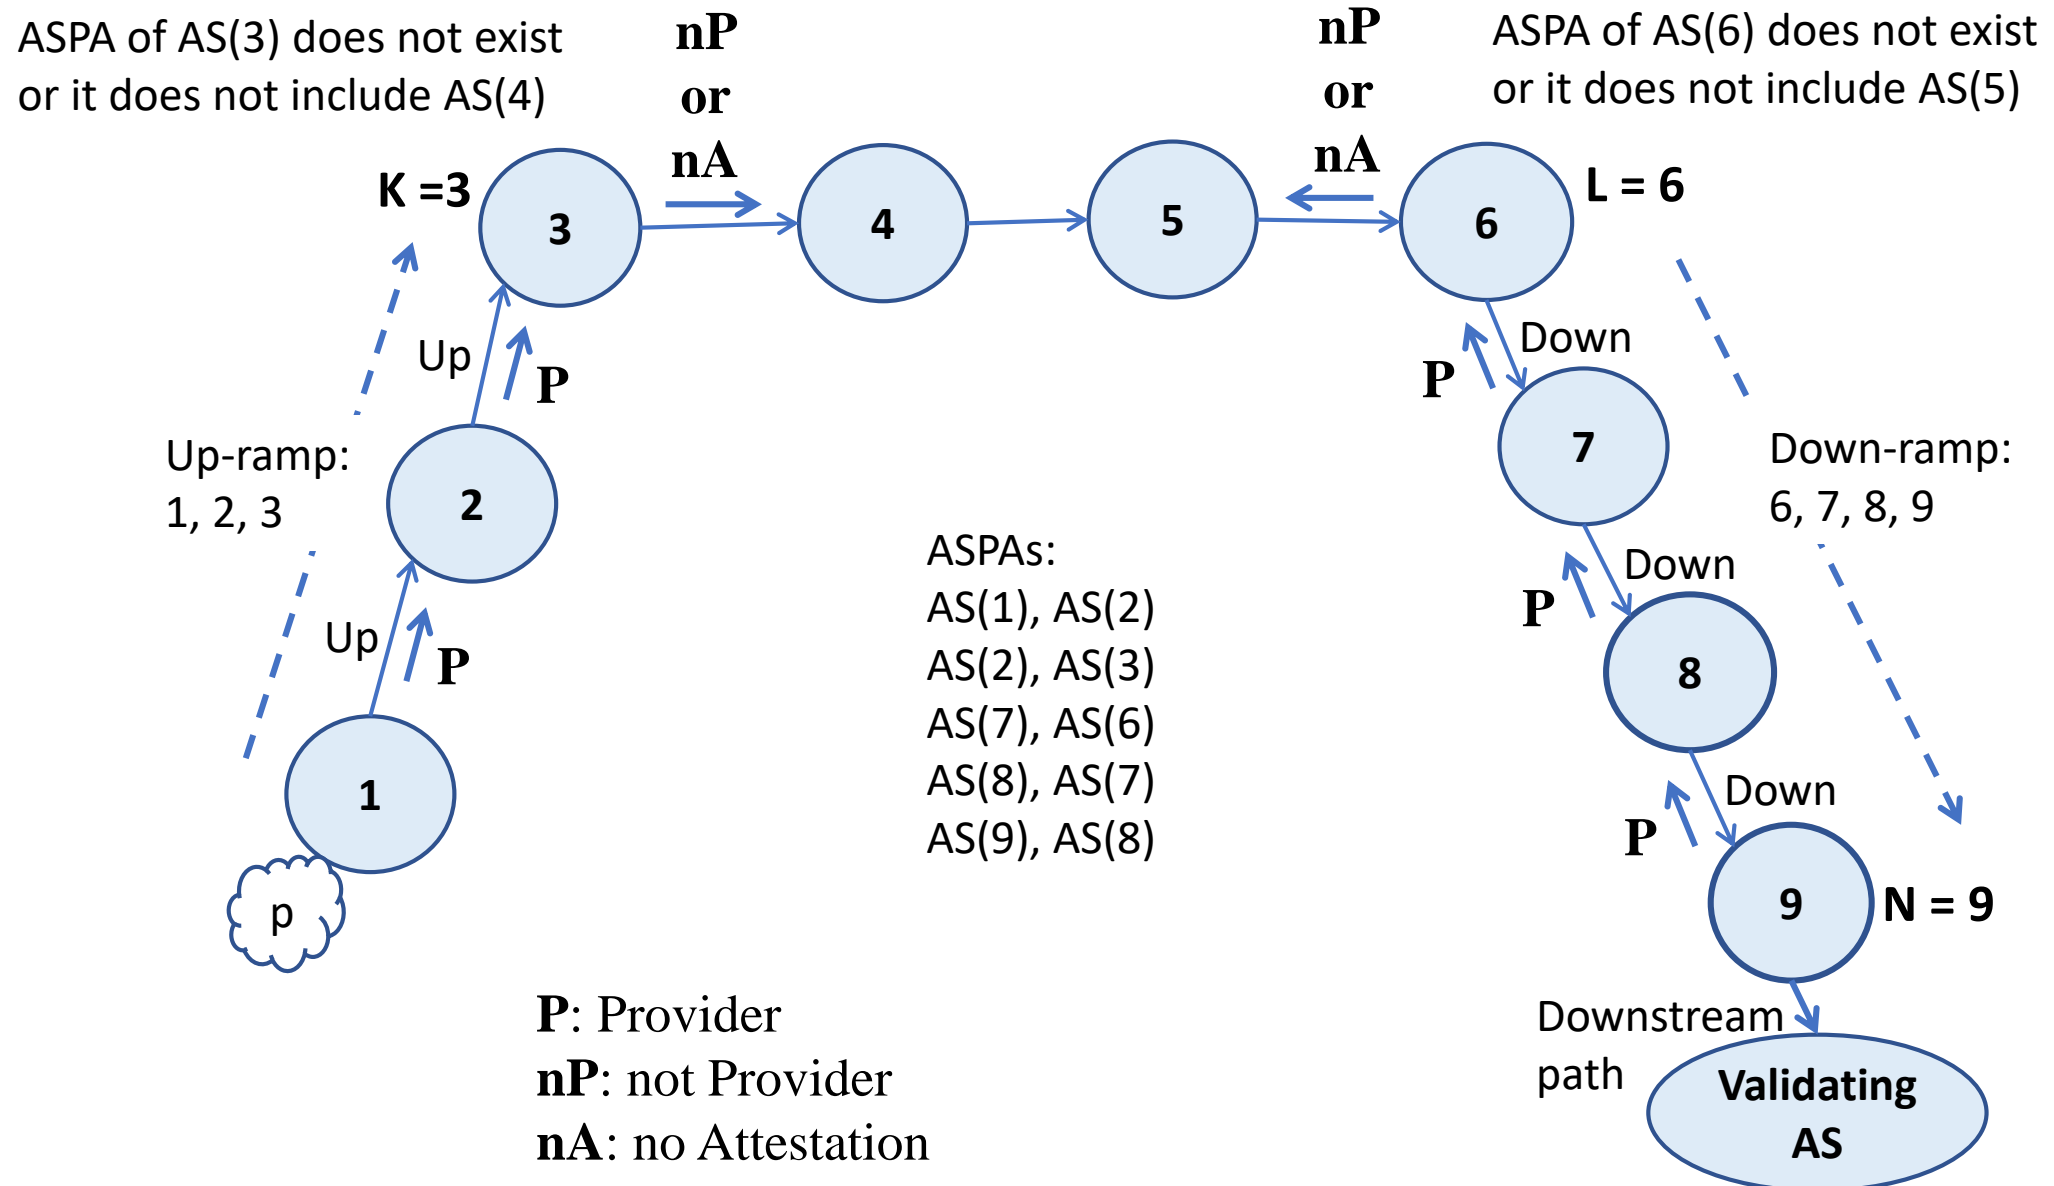 ASPA of AS(3) does not exist
or it does not include AS(4)
nP
or
nA
nP
or
nA
ASPA of AS(6) does not exist
or it does not include AS(5)
K =3
3
4
5
6
L = 6
Up
P
Down
P
Up-ramp:
1, 2, 3
2
7
Down-ramp:
6, 7, 8, 9
ASPAs:
AS(1), AS(2)
AS(2), AS(3)
AS(7), AS(6)
AS(8), AS(7)
AS(9), AS(8)
Up
P
Down
P
8
1
p
Down
P
9
N = 9
P: Provider
nP: not Provider
nA: no Attestation
Downstream
path
Validating
AS